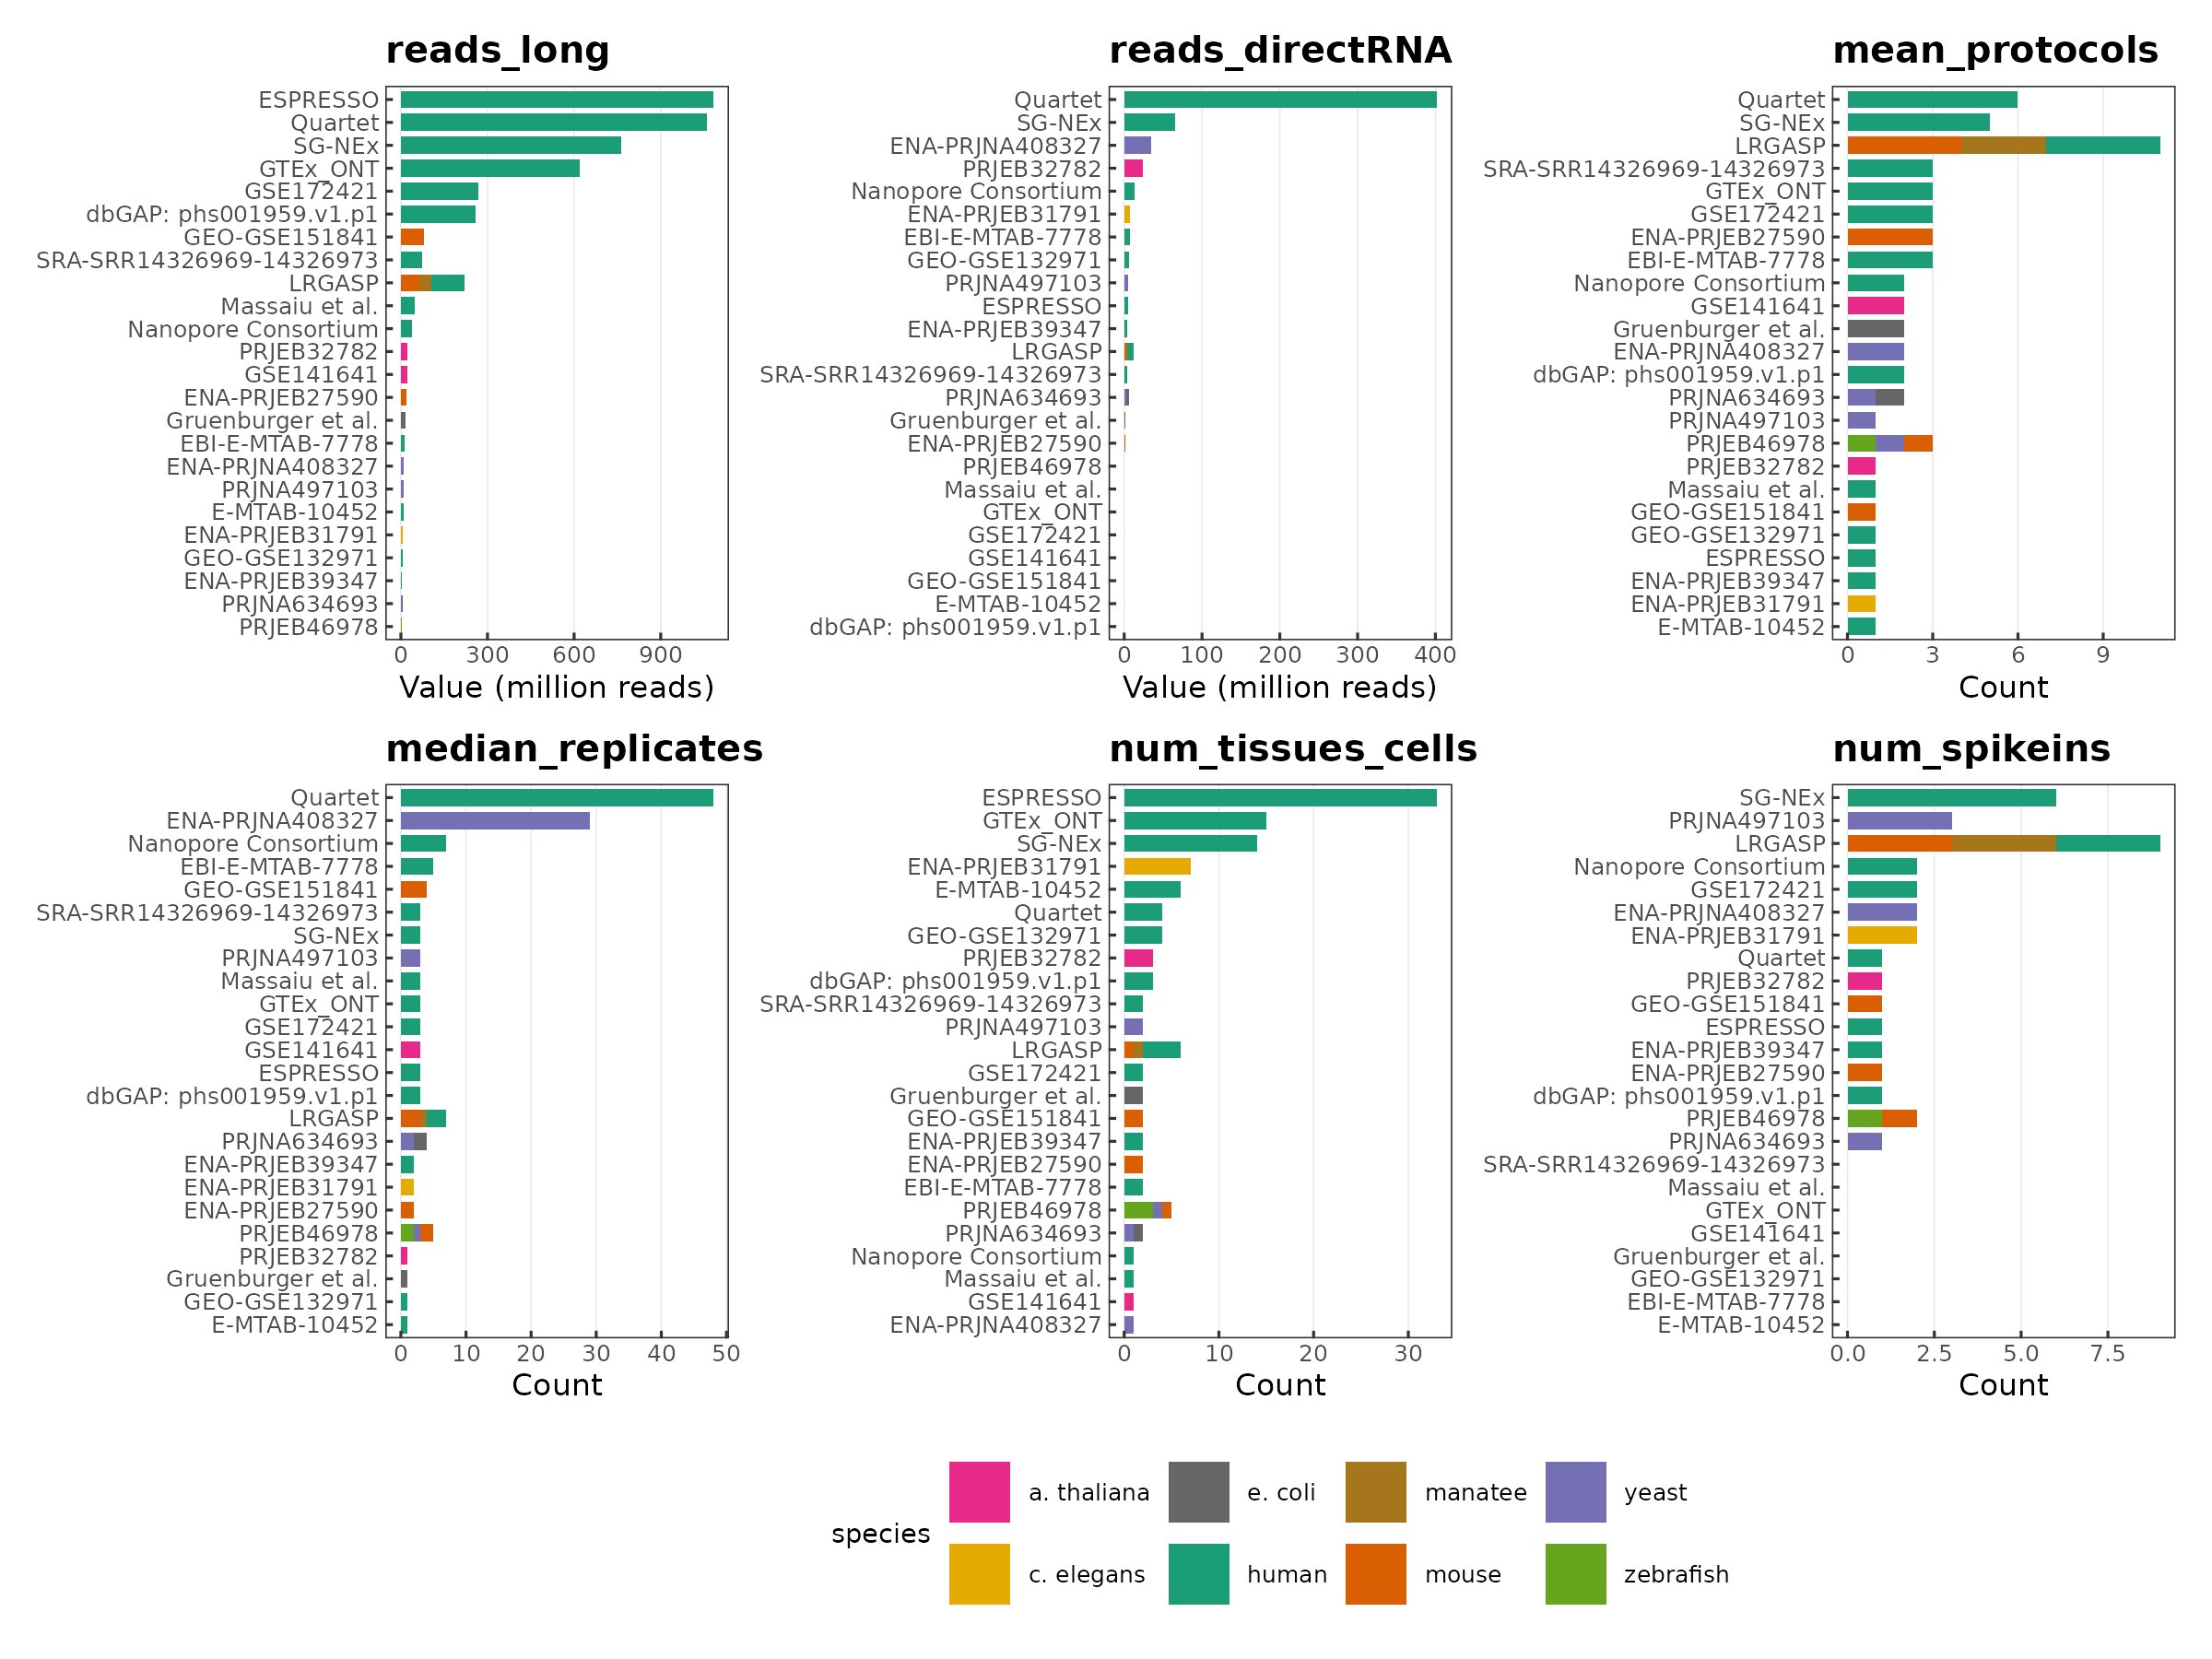 reads_long
ESPRESSO
Quartet
SG-NEx
GTEx_ONT
GSE172421
dbGAP: phs001959.v1.p1
GEO-GSE151841
SRA-SRR14326969-14326973
LRGASP
Massaiu et al.
Nanopore Consortium
PRJEB32782
GSE141641
ENA-PRJEB27590
Gruenburger et al.
EBI-E-MTAB-7778
ENA-PRJNA408327
PRJNA497103
E-MTAB-10452
ENA-PRJEB31791
GEO-GSE132971
ENA-PRJEB39347
PRJNA634693
PRJEB46978
0 300 600 900
Value (million reads)
reads_directRNA
Quartet
SG-NEx
ENA-PRJNA408327
PRJEB32782
Nanopore Consortium
ENA-PRJEB31791
EBI-E-MTAB-7778
GEO-GSE132971
PRJNA497103
ESPRESSO
ENA-PRJEB39347
LRGASP
SRA-SRR14326969-14326973
PRJNA634693
Gruenburger et al.
ENA-PRJEB27590
PRJEB46978
Massaiu et al.
GTEx_ONT
GSE172421
GSE141641
GEO-GSE151841
E-MTAB-10452
dbGAP: phs001959.v1.p1
0 100 200 300 400
Value (million reads)
mean_protocols
Quartet
SG-NEx
LRGASP
SRA-SRR14326969-14326973
GTEx_ONT
GSE172421
ENA-PRJEB27590
EBI-E-MTAB-7778
Nanopore Consortium
GSE141641
Gruenburger et al.
ENA-PRJNA408327
dbGAP: phs001959.v1.p1
PRJNA634693
PRJNA497103
PRJEB46978
PRJEB32782
Massaiu et al.
GEO-GSE151841
GEO-GSE132971
ESPRESSO
ENA-PRJEB39347
ENA-PRJEB31791
E-MTAB-10452
0 3 6 9
Count
median_replicates
Quartet
ENA-PRJNA408327
Nanopore Consortium
EBI-E-MTAB-7778
GEO-GSE151841
SRA-SRR14326969-14326973
SG-NEx
PRJNA497103
Massaiu et al.
GTEx_ONT
GSE172421
GSE141641
ESPRESSO
dbGAP: phs001959.v1.p1
LRGASP
PRJNA634693
ENA-PRJEB39347
ENA-PRJEB31791
ENA-PRJEB27590
PRJEB46978
PRJEB32782
Gruenburger et al.
GEO-GSE132971
E-MTAB-10452
0 10 20 30 40 50
Count
num_tissues_cells
ESPRESSO
GTEx_ONT
SG-NEx
ENA-PRJEB31791
E-MTAB-10452
Quartet
GEO-GSE132971
PRJEB32782
dbGAP: phs001959.v1.p1
SRA-SRR14326969-14326973
PRJNA497103
LRGASP
GSE172421
Gruenburger et al.
GEO-GSE151841
ENA-PRJEB39347
ENA-PRJEB27590
EBI-E-MTAB-7778
PRJEB46978
PRJNA634693
Nanopore Consortium
Massaiu et al.
GSE141641
ENA-PRJNA408327
0 10 20 30
Count
num_spikeins
SG-NEx
PRJNA497103
LRGASP
Nanopore Consortium
GSE172421
ENA-PRJNA408327
ENA-PRJEB31791
Quartet
PRJEB32782
GEO-GSE151841
ESPRESSO
ENA-PRJEB39347
ENA-PRJEB27590
dbGAP: phs001959.v1.p1
PRJEB46978
PRJNA634693
SRA-SRR14326969-14326973
Massaiu et al.
GTEx_ONT
GSE141641
Gruenburger et al.
GEO-GSE132971
EBI-E-MTAB-7778
E-MTAB-10452
0.0 2.5 5.0 7.5
Count
species
a. thaliana e. coli manatee yeast
c. elegans human mouse zebrafish